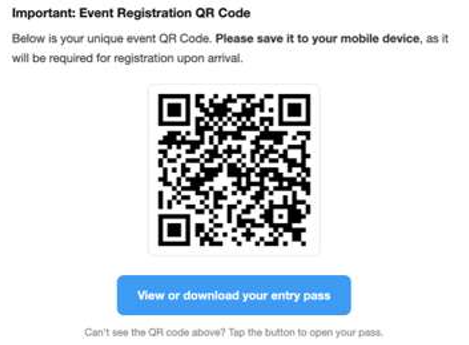 Important: Event Registration QR Code
Below is your unique event QR Code. Please save it to your mobile device, as it
will be required for registration upon arrival.
View or download your entry pass
Can't see the QR code above? Tap the button to open your pass.